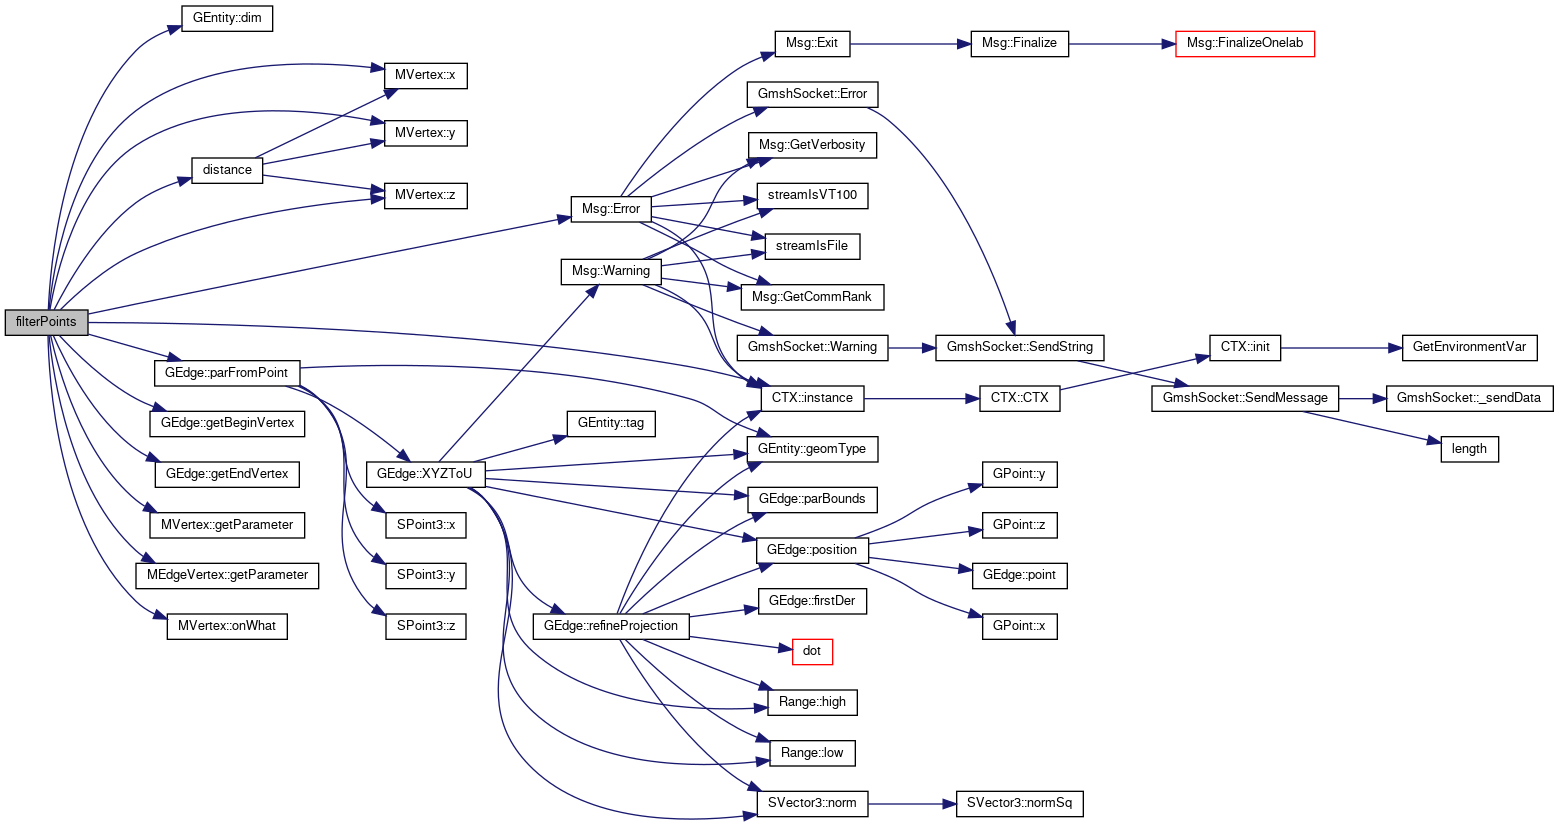 filterPoints
GEntity::dim
MVertex::x
MVertex::y
distance
MVertex::z
GEdge::parFromPoint
GEdge::getBeginVertex
GEdge::getEndVertex
MVertex::getParameter
MEdgeVertex::getParameter
MVertex::onWhat
GEdge::XYZToU
SPoint3::x
SPoint3::y
SPoint3::z
Msg::Error
Msg::Warning
GEntity::tag
GEdge::refineProjection
Msg::Exit
GmshSocket::Error
Msg::GetVerbosity
streamIsVT100
streamIsFile
Msg::GetCommRank
GmshSocket::Warning
CTX::instance
GEntity::geomType
GEdge::parBounds
GEdge::position
GEdge::firstDer
dot
Range::high
Range::low
SVector3::norm
Msg::Finalize
Msg::FinalizeOnelab
GmshSocket::SendString
CTX::CTX
GPoint::y
GPoint::z
GEdge::point
GPoint::x
SVector3::normSq
CTX::init
GetEnvironmentVar
GmshSocket::SendMessage
GmshSocket::_sendData
length